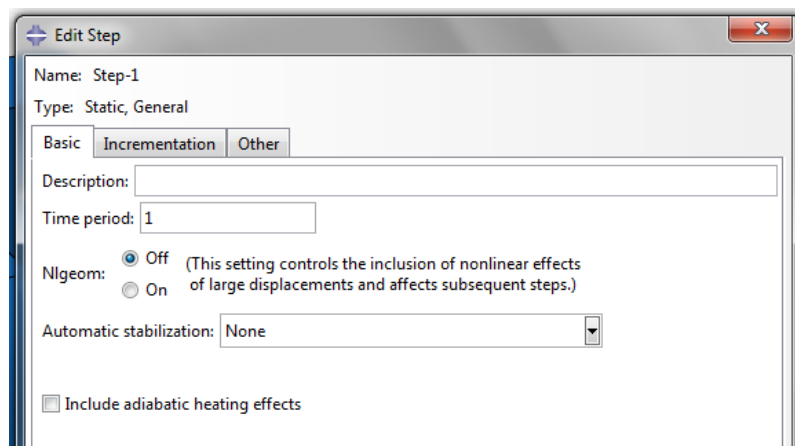 Edit Step
X
Name: Step-1
Type: Static, General
Basic Incrementation Other
Description:
Time period: 1
Nlgeom: Off (This setting controls the inclusion of nonlinear effects
On of large displacements and affects subsequent steps.)
Automatic stabilization: None
Include adiabatic heating effects